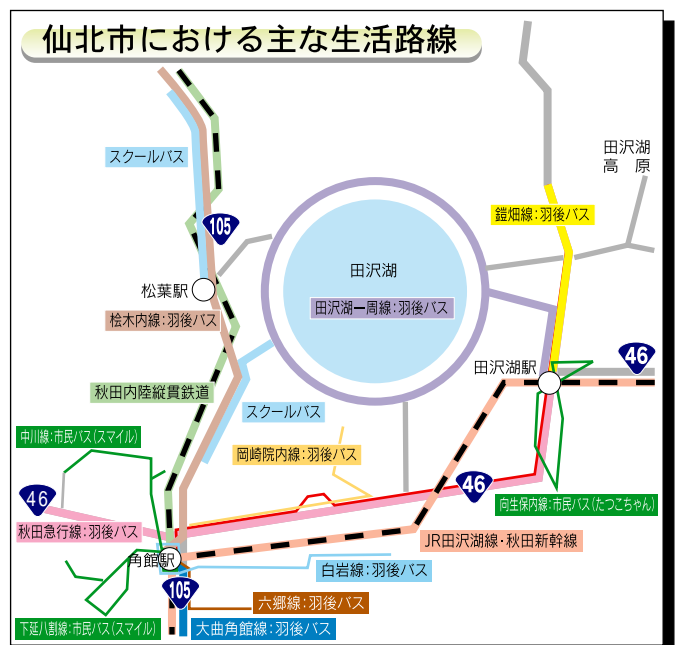 仙北市における主な生活路線
田沢湖
高 原
スクールバス
105
鎧畑線:羽後バス
田沢湖
松葉駅
田沢湖一周線:羽後バス
桧木内線:羽後バス
46
田沢湖駅
秋田内陸縦貫鉄道
スクールバス
中川線:市民バス(スマイル)
岡崎院内線:羽後バス
46
46
向生保内線:市民バス(たつこちゃん)
秋田急行線:羽後バス
JR田沢湖線・秋田新幹線
角館駅
白岩線:羽後バス
105
六郷線:羽後バス
下延八割線:市民バス(スマイル)
大曲角館線:羽後バス